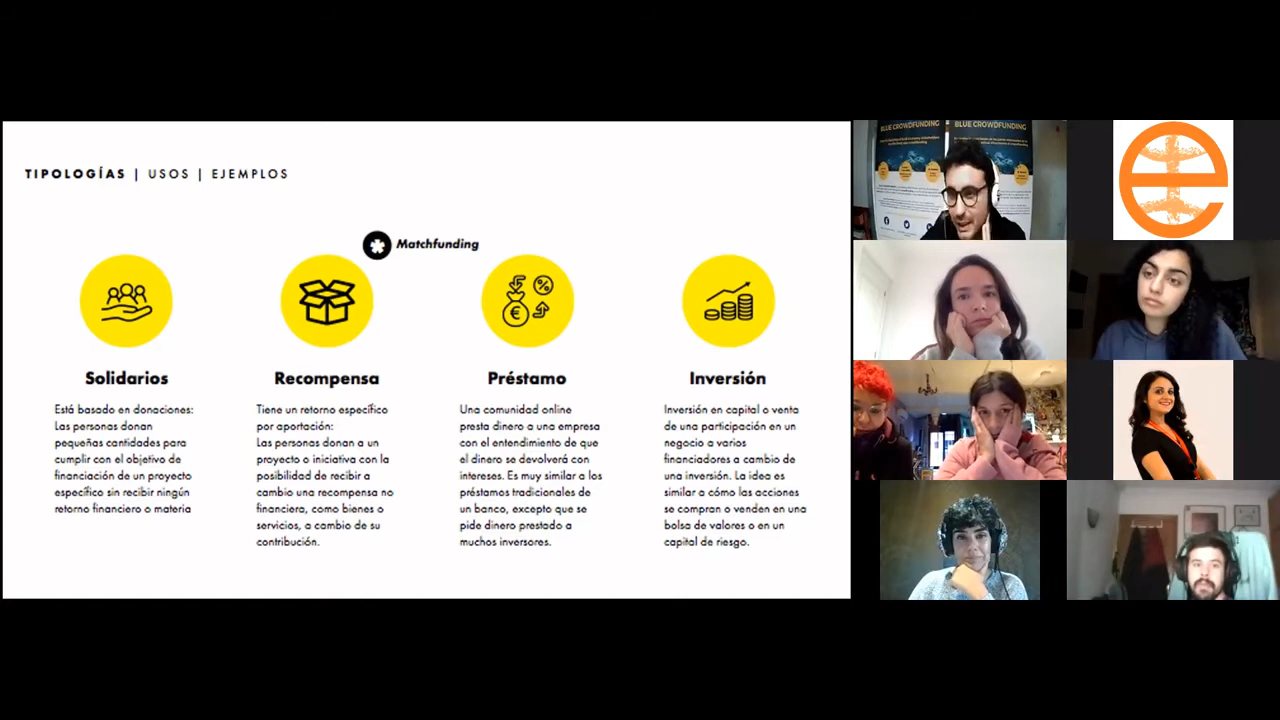 TIPOLOGÍAS | USOS | EJEMPLOS
Matchfunding
Solidarios
Está basado en donaciones:
Las personas donan
pequeñas cantidades para
cumplir con el objetivo de
financiación de un proyecto
específico sin recibir ningún
retorno financiero o materia
Recompensa
Tiene un retorno específico
por aportación:
Las personas donan a un
proyecto o iniciativa con la
posibilidad de recibir a
cambio una recompensa no
financiera, como bienes o
servicios, a cambio de su
contribución.
Préstamo
Una comunidad online
presta dinero a una empresa
con el entendimiento de que
el dinero se devolverá con
intereses. Es muy similar a los
préstamos tradicionales de
un banco, excepto que se
pide dinero prestado a
muchos inversores.
Inversión
Inversión en capital o venta
de una participación en un
negocio a varios
financiadores a cambio de
una inversión. La idea es
similar a cómo las acciones
se compran o venden en una
bolsa de valores o en un
capital de riesgo.
BLUE CROWDFUNDING
BLUE CROWDFUNDING